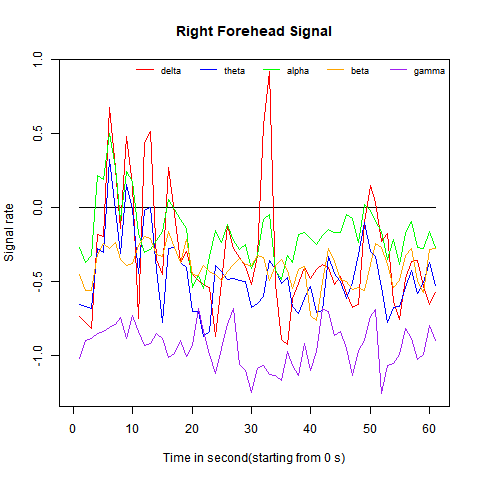 Right Forehead Signal
delta theta alpha beta gamma
Signal rate
1.0
0.5
0.0
-0.5
-1.0
0 10 20 30 40 50 60
Time in second(starting from 0 s)